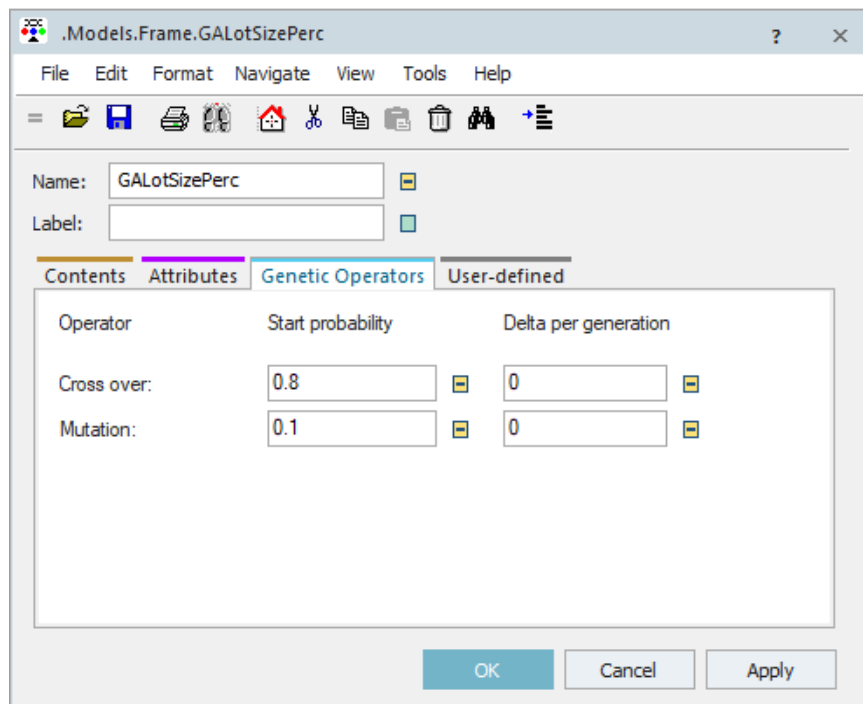 .Models.Frame.GALotSizePerc ? ×
File Edit Format Navigate View Tools Help
Name: GALotSizePerc
Label:
Contents Attributes Genetic Operators User-defined
Operator Start probability Delta per generation
Cross over: 0.8 0
Mutation: 0.1 0
OK Cancel Apply